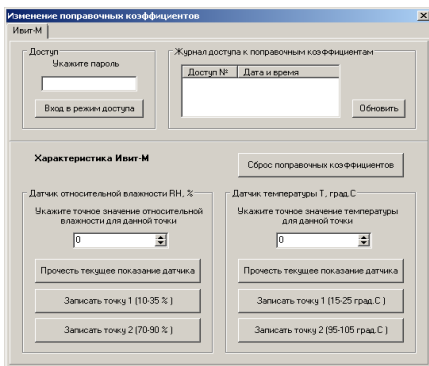 Изменение поправочных коэффициентов
Ивит-М
Доступ
Укажите пароль
Вход в режим доступа
Журнал доступа к поправочным коэффициентам
Доступ № Дата и время
Обновить
Характеристика Ивит-М
Сброс поправочных коэффициентов
Датчик относительной влажности RH, %
Укажите точное значение относительной
влажности для данной точки
0
Прочесть текущее показание датчика
Записать точку 1 (10-35 % )
Записать точку 2 (70-90 % )
Датчик температуры Т, град.С
Укажите точное значение температуры
для данной точки
0
Прочесть текущее показание датчика
Записать точку 1 (15-25 град.С )
Записать точку 2 (95-105 град.С )